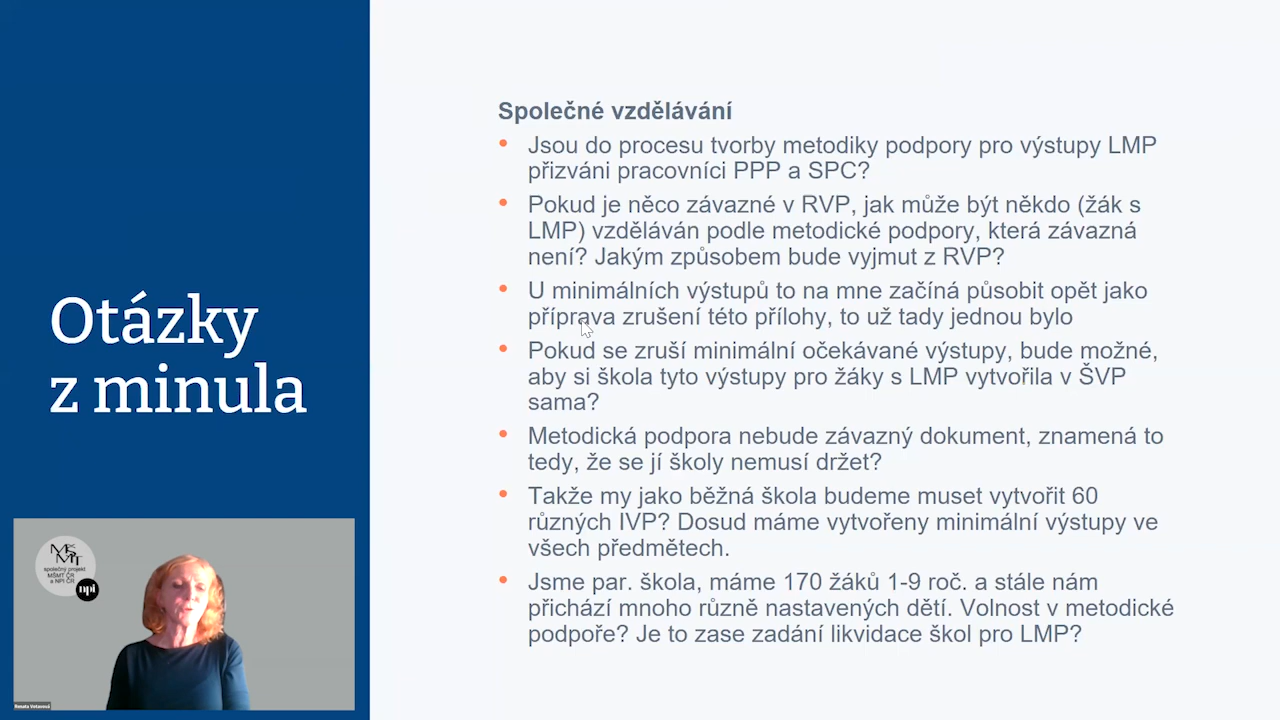 Otázky
z minula
Společné vzdělávání
Jsou do procesu tvorby metodiky podpory pro výstupy LMP
přizváni pracovníci PPP a SPC?
Pokud je něco závazné v RVP, jak může být někdo (žák s
LMP) vzděláván podle metodické podpory, která závazná
není? Jakým způsobem bude vyjmut z RVP?
U minimálních výstupů to na mne začíná působit opět jako
příprava zrušení této přílohy, to už tady jednou bylo
Pokud se zruší minimální očekávané výstupy, bude možné,
aby si škola tyto výstupy pro žáky s LMP vytvořila v ŠVP
sama?
Metodická podpora nebude závazný dokument, znamená to
tedy, že se jí školy nemusí držet?
Takže my jako běžná škola budeme muset vytvořit 60
různých IVP? Dosud máme vytvořeny minimální výstupy ve
všech předmětech.
Jsme par. škola, máme 170 žáků 1-9 roč. a stále nám
přichází mnoho různě nastavených dětí. Volnost v metodické
podpoře? Je to zase zadání likvidace škol pro LMP?
MŠMT
společný projekt
MŠMT ČR
a NPI ČR
npi
Renata Votavová